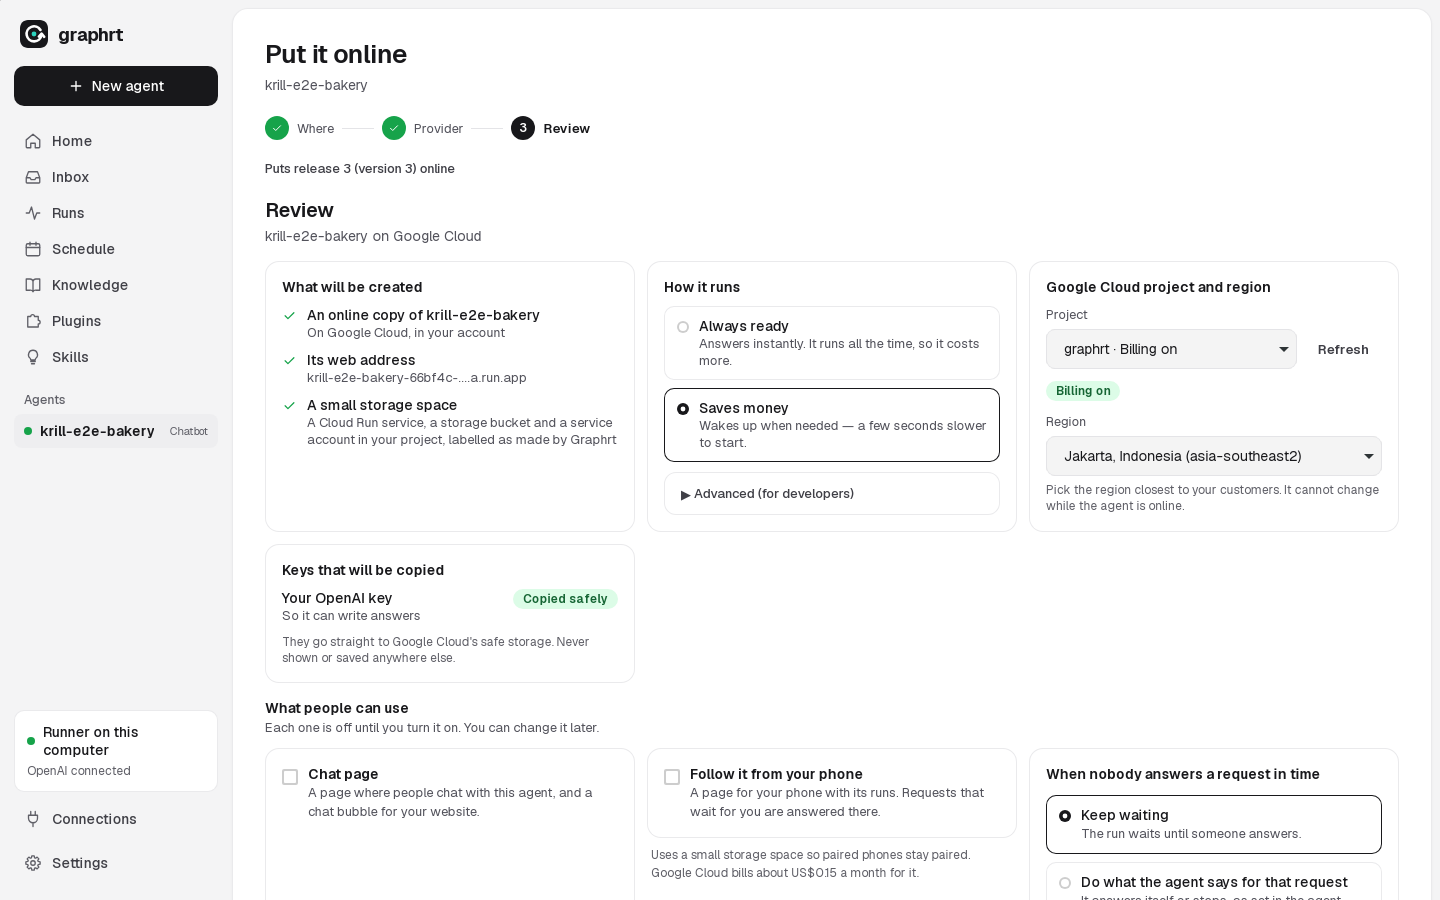 graphrt
New agent
Home
Inbox
Runs
Schedule
Knowledge
Plugins
Skills
Agents
krill-e2e-bakery Chatbot
Runner on this
computer
OpenAI connected
Connections
Settings
Put it online
krill-e2e-bakery
Where Provider 3 Review
Puts release 3 (version 3) online
Review
krill-e2e-bakery on Google Cloud
What will be created
An online copy of krill-e2e-bakery
On Google Cloud, in your account
Its web address
krill-e2e-bakery-66bf4c-....a.run.app
A small storage space
A Cloud Run service, a storage bucket and a service
account in your project, labelled as made by Graphrt
How it runs
Always ready
Answers instantly. It runs all the time, so it costs
more.
Saves money
Wakes up when needed — a few seconds slower
to start.
▶ Advanced (for developers)
Google Cloud project and region
Project
graphrt · Billing on Refresh
Billing on
Region
Jakarta, Indonesia (asia-southeast2)
Pick the region closest to your customers. It cannot change
while the agent is online.
Keys that will be copied
Your OpenAI key Copied safely
So it can write answers
They go straight to Google Cloud's safe storage. Never
shown or saved anywhere else.
What people can use
Each one is off until you turn it on. You can change it later.
Chat page
A page where people chat with this agent, and a
chat bubble for your website.
Follow it from your phone
A page for your phone with its runs. Requests that
wait for you are answered there.
Uses a small storage space so paired phones stay paired.
Google Cloud bills about US$0.15 a month for it.
When nobody answers a request in time
Keep waiting
The run waits until someone answers.
Do what the agent says for that request
It answers itself or stops, as set in the agent